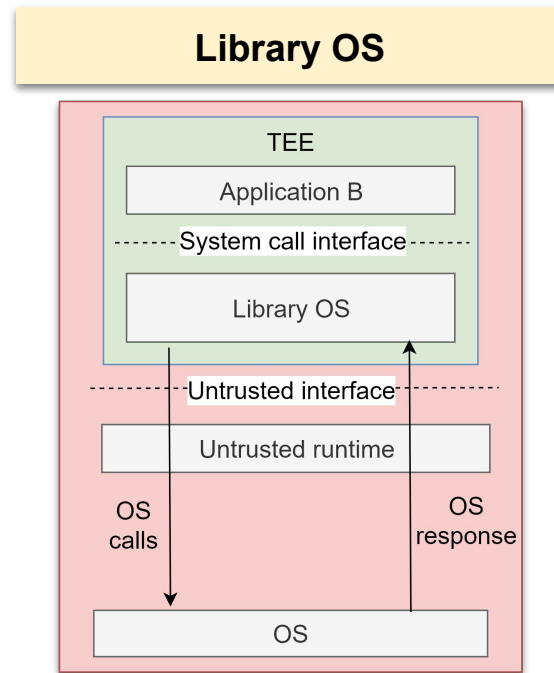 Library OS
TEE
Application B
System call interface
Library OS
Untrusted interface
Untrusted runtime
OS
calls
OS
response
OS